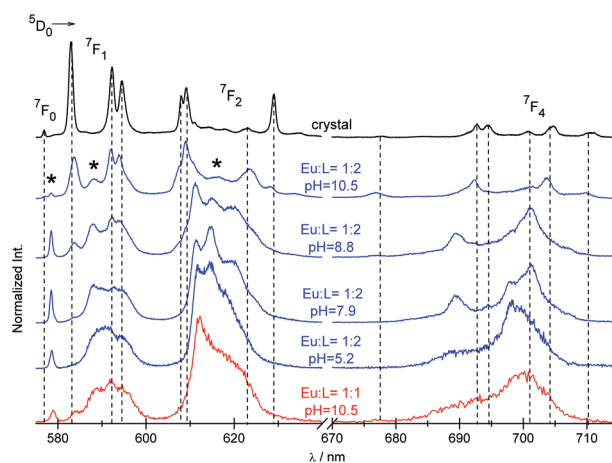 ⁵D₀
⁷F₀
⁷F₁
⁷F₂
⁷F₄
crystal
*
*
*
Eu:L= 1:2
pH=10.5
Eu:L= 1:2
pH=8.8
Eu:L= 1:2
pH=7.9
Eu:L= 1:2
pH=5.2
Eu:L= 1:1
pH=10.5
Normalized Int.
580
600
620
670
690
700
710
λ / nm